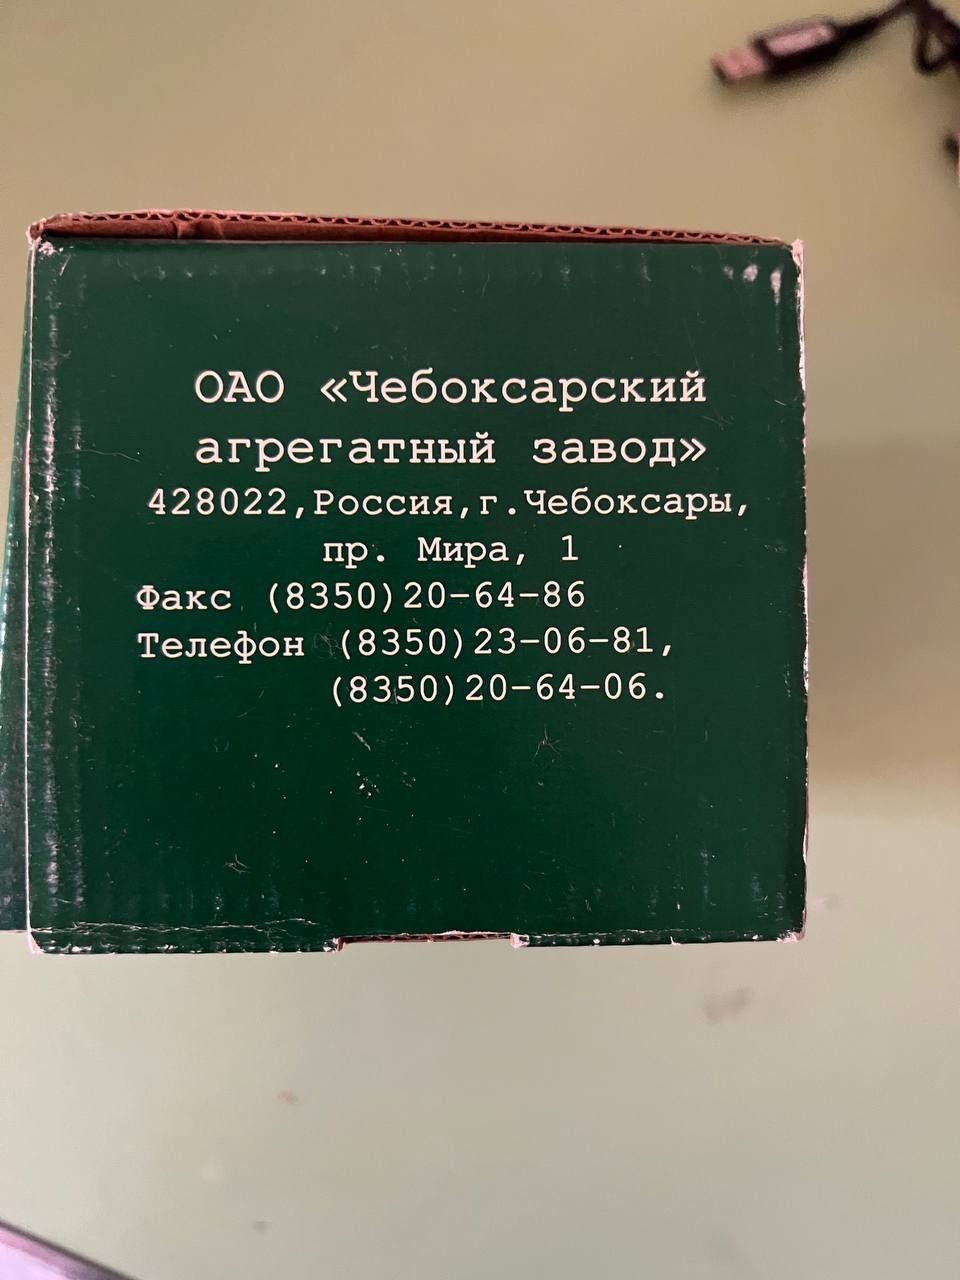 ОАО «Чебоксарский
агрегатный завод»
428022,Россия,г.Чебоксары,
пр. Мира, 1
Факс (8350)20-64-86
Телефон (8350)23-06-81,
(8350)20-64-06.